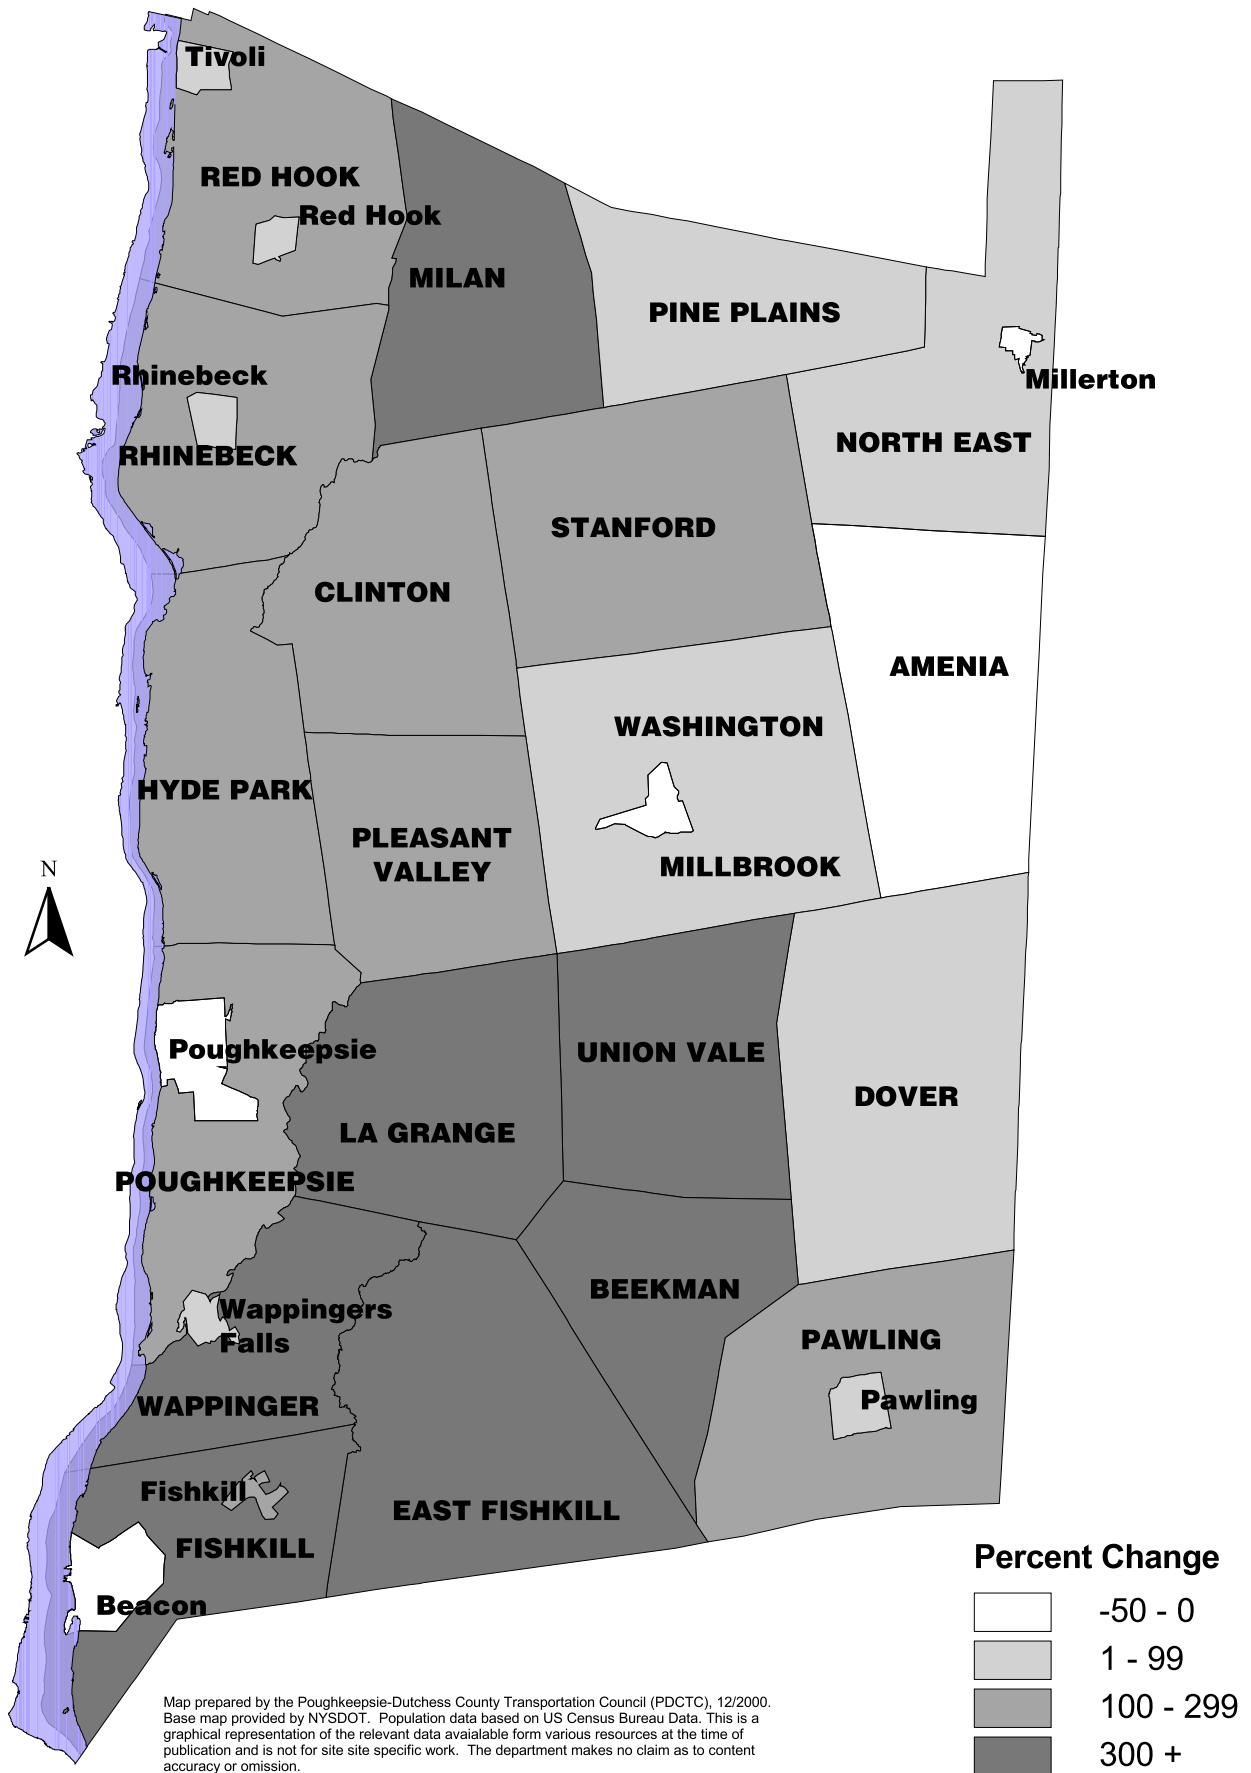 Tivoli
RED HOOK
Red Hook
MILAN
PINE PLAINS
Rhinebeck
Millerton
RHINEBECK
NORTH EAST
STANFORD
CLINTON
AMENIA
WASHINGTON
HYDE PARK
PLEASANT
VALLEY
MILLBROOK
N
Poughkeepsie
UNION VALE
DOVER
LA GRANGE
POUGHKEEPSIE
BEEKMAN
Wappingers
Falls
PAWLING
Pawling
WAPPINGER
Fishkill
EAST FISHKILL
FISHKILL
Beacon
Percent Change
-50 - 0
1 - 99
100 - 299
300 +
Map prepared by the Poughkeepsie-Dutchess County Transportation Council (PDCTC), 12/2000.
Base map provided by NYSDOT.  Population data based on US Census Bureau Data. This is a
graphical representation of the relevant data avaialable form various resources at the time of
publication and is not for site site specific work.  The department makes no claim as to content
accuracy or omission.